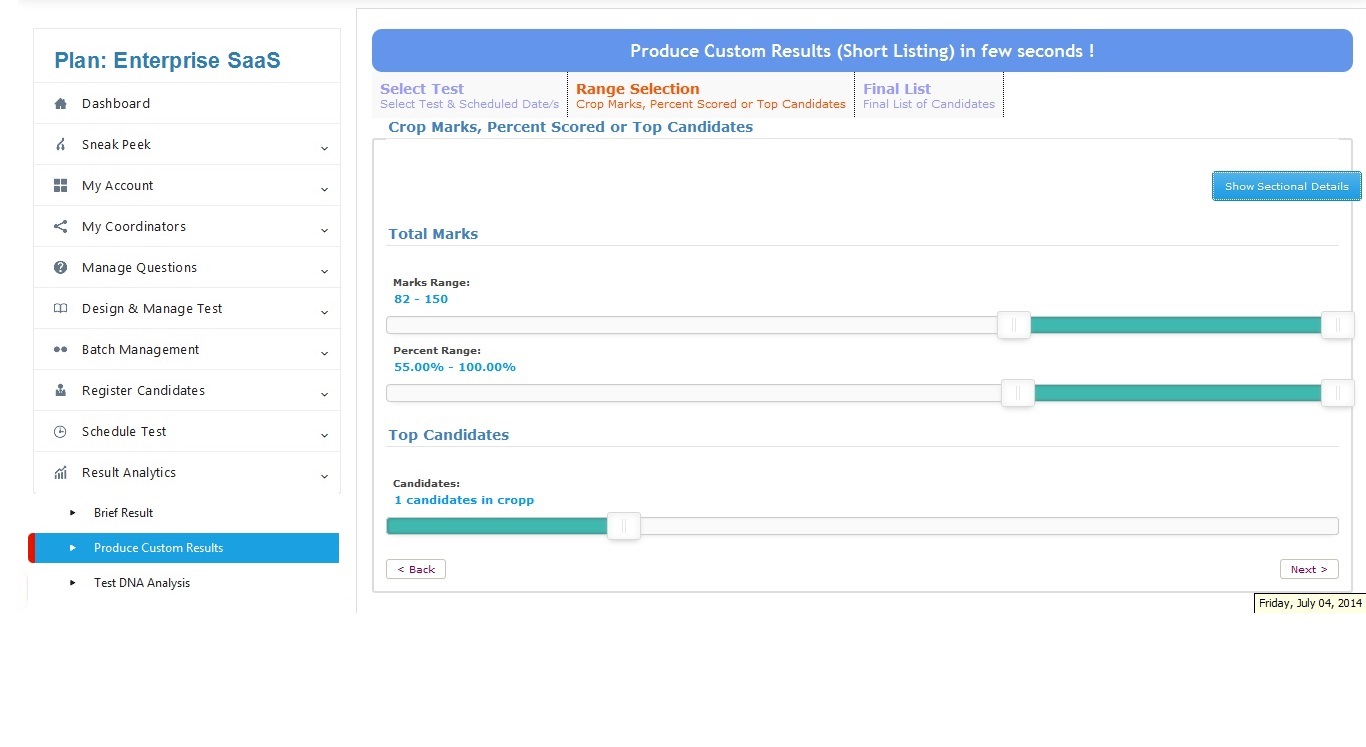 Plan: Enterprise SaaS
Dashboard
Sneak Peek
My Account
My Coordinators
Manage Questions
Design & Manage Test
Batch Management
Register Candidates
Schedule Test
Result Analytics
Brief Result
Produce Custom Results
Test DNA Analysis
Produce Custom Results (Short Listing) in few seconds !
Select Test
Select Test & Scheduled Date/s
Range Selection
Crop Marks, Percent Scored or Top Candidates
Final List
Final List of Candidates
Crop Marks, Percent Scored or Top Candidates
Show Sectional Details
Total Marks
Marks Range:
82 - 150
Percent Range:
55.00% - 100.00%
Top Candidates
Candidates:
1 candidates in cropp
< Back
Next >
Friday, July 04, 2014